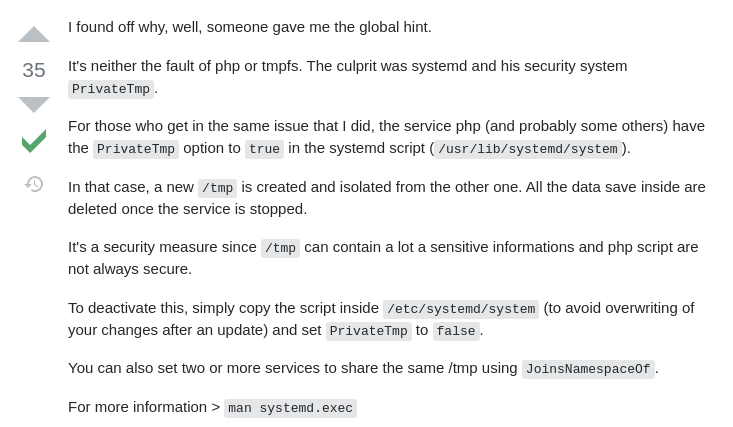 I found off why, well, someone gave me the global hint.
35
It's neither the fault of php or tmpfs. The culprit was systemd and his security system
PrivateTmp.
For those who get in the same issue that I did, the service php (and probably some others) have
the PrivateTmp option to true in the systemd script (/usr/lib/systemd/system).
In that case, a new /tmp is created and isolated from the other one. All the data save inside are
deleted once the service is stopped.
It's a security measure since /tmp can contain a lot a sensitive informations and php script are
not always secure.
To deactivate this, simply copy the script inside /etc/systemd/system (to avoid overwriting of
your changes after an update) and set PrivateTmp to false.
You can also set two or more services to share the same /tmp using JoinsNamespaceOf.
For more information > man systemd.exec